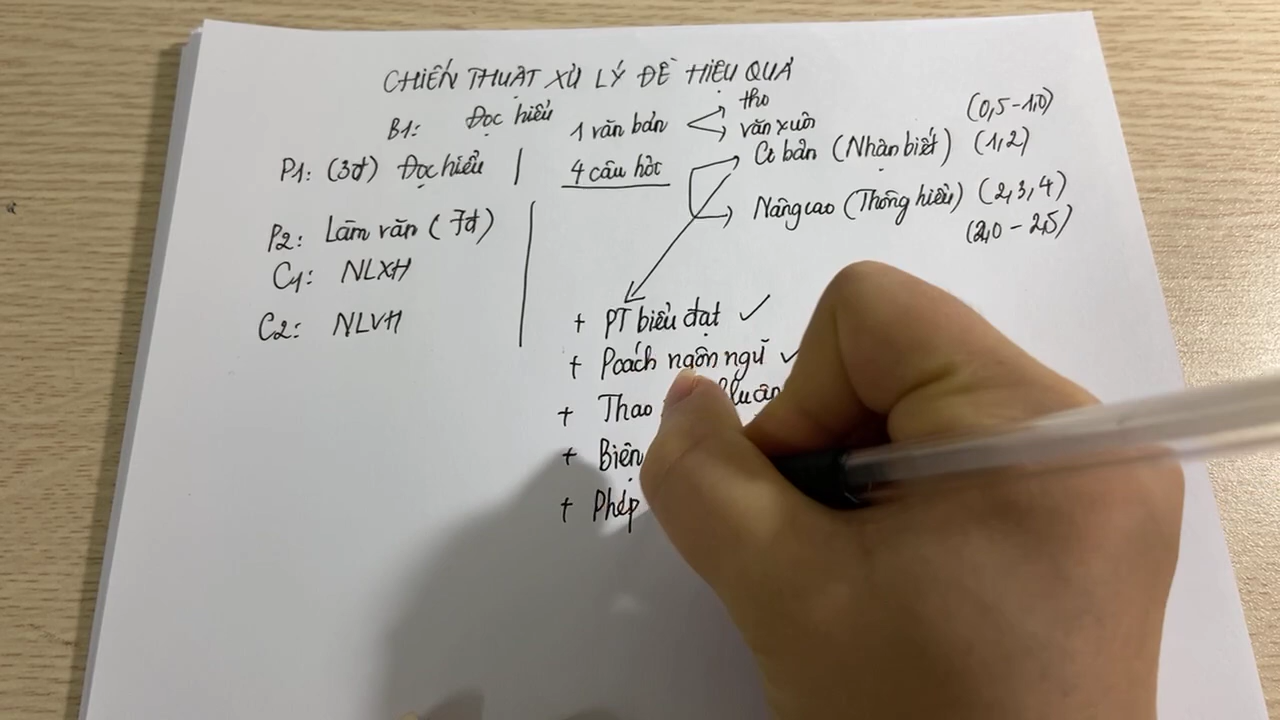 CHIẾN THUẬT XỬ LÝ ĐỀ HIỆU QUẢ
B1: Đọc hiểu
P1: (3đ) Đọc hiểu
P2: Làm văn (7đ)
C1: NLXH
C2: NLVH
1 văn bản
thơ
văn xuôi
4 câu hỏi
(0,5 - 1,0)
Cơ bản (Nhận biết) (1,2)
Nâng cao (Thông hiểu) (2,3,4)
(2,0 - 2,5)
+ PT biểu đạt ✓
+ Pcách ngôn ngữ ✓
+ Thao luận
+ Biện
+ Phép